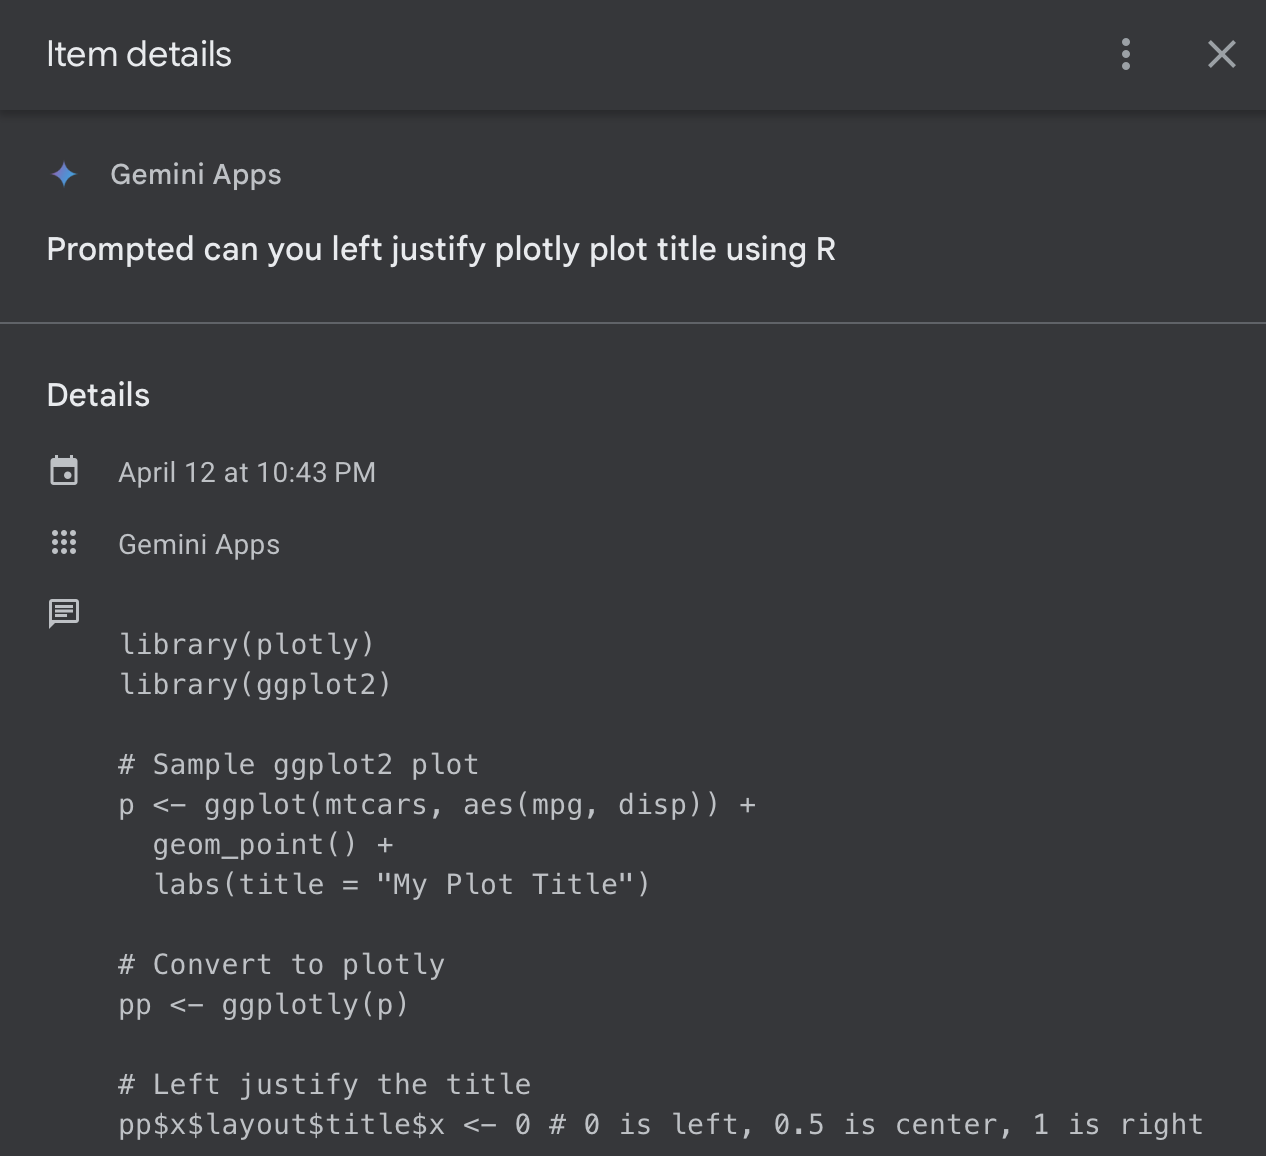 Item details
Gemini Apps
Prompted can you left justify plotly plot title using R
Details
April 12 at 10:43 PM
Gemini Apps
library(plotly)
library(ggplot2)
# Sample ggplot2 plot
p <- ggplot(mtcars, aes(mpg, disp)) +
  geom_point() +
  labs(title = "My Plot Title")
# Convert to plotly
pp <- ggplotly(p)
# Left justify the title
pp$x$layout$title$x <- 0 # 0 is left, 0.5 is center, 1 is right